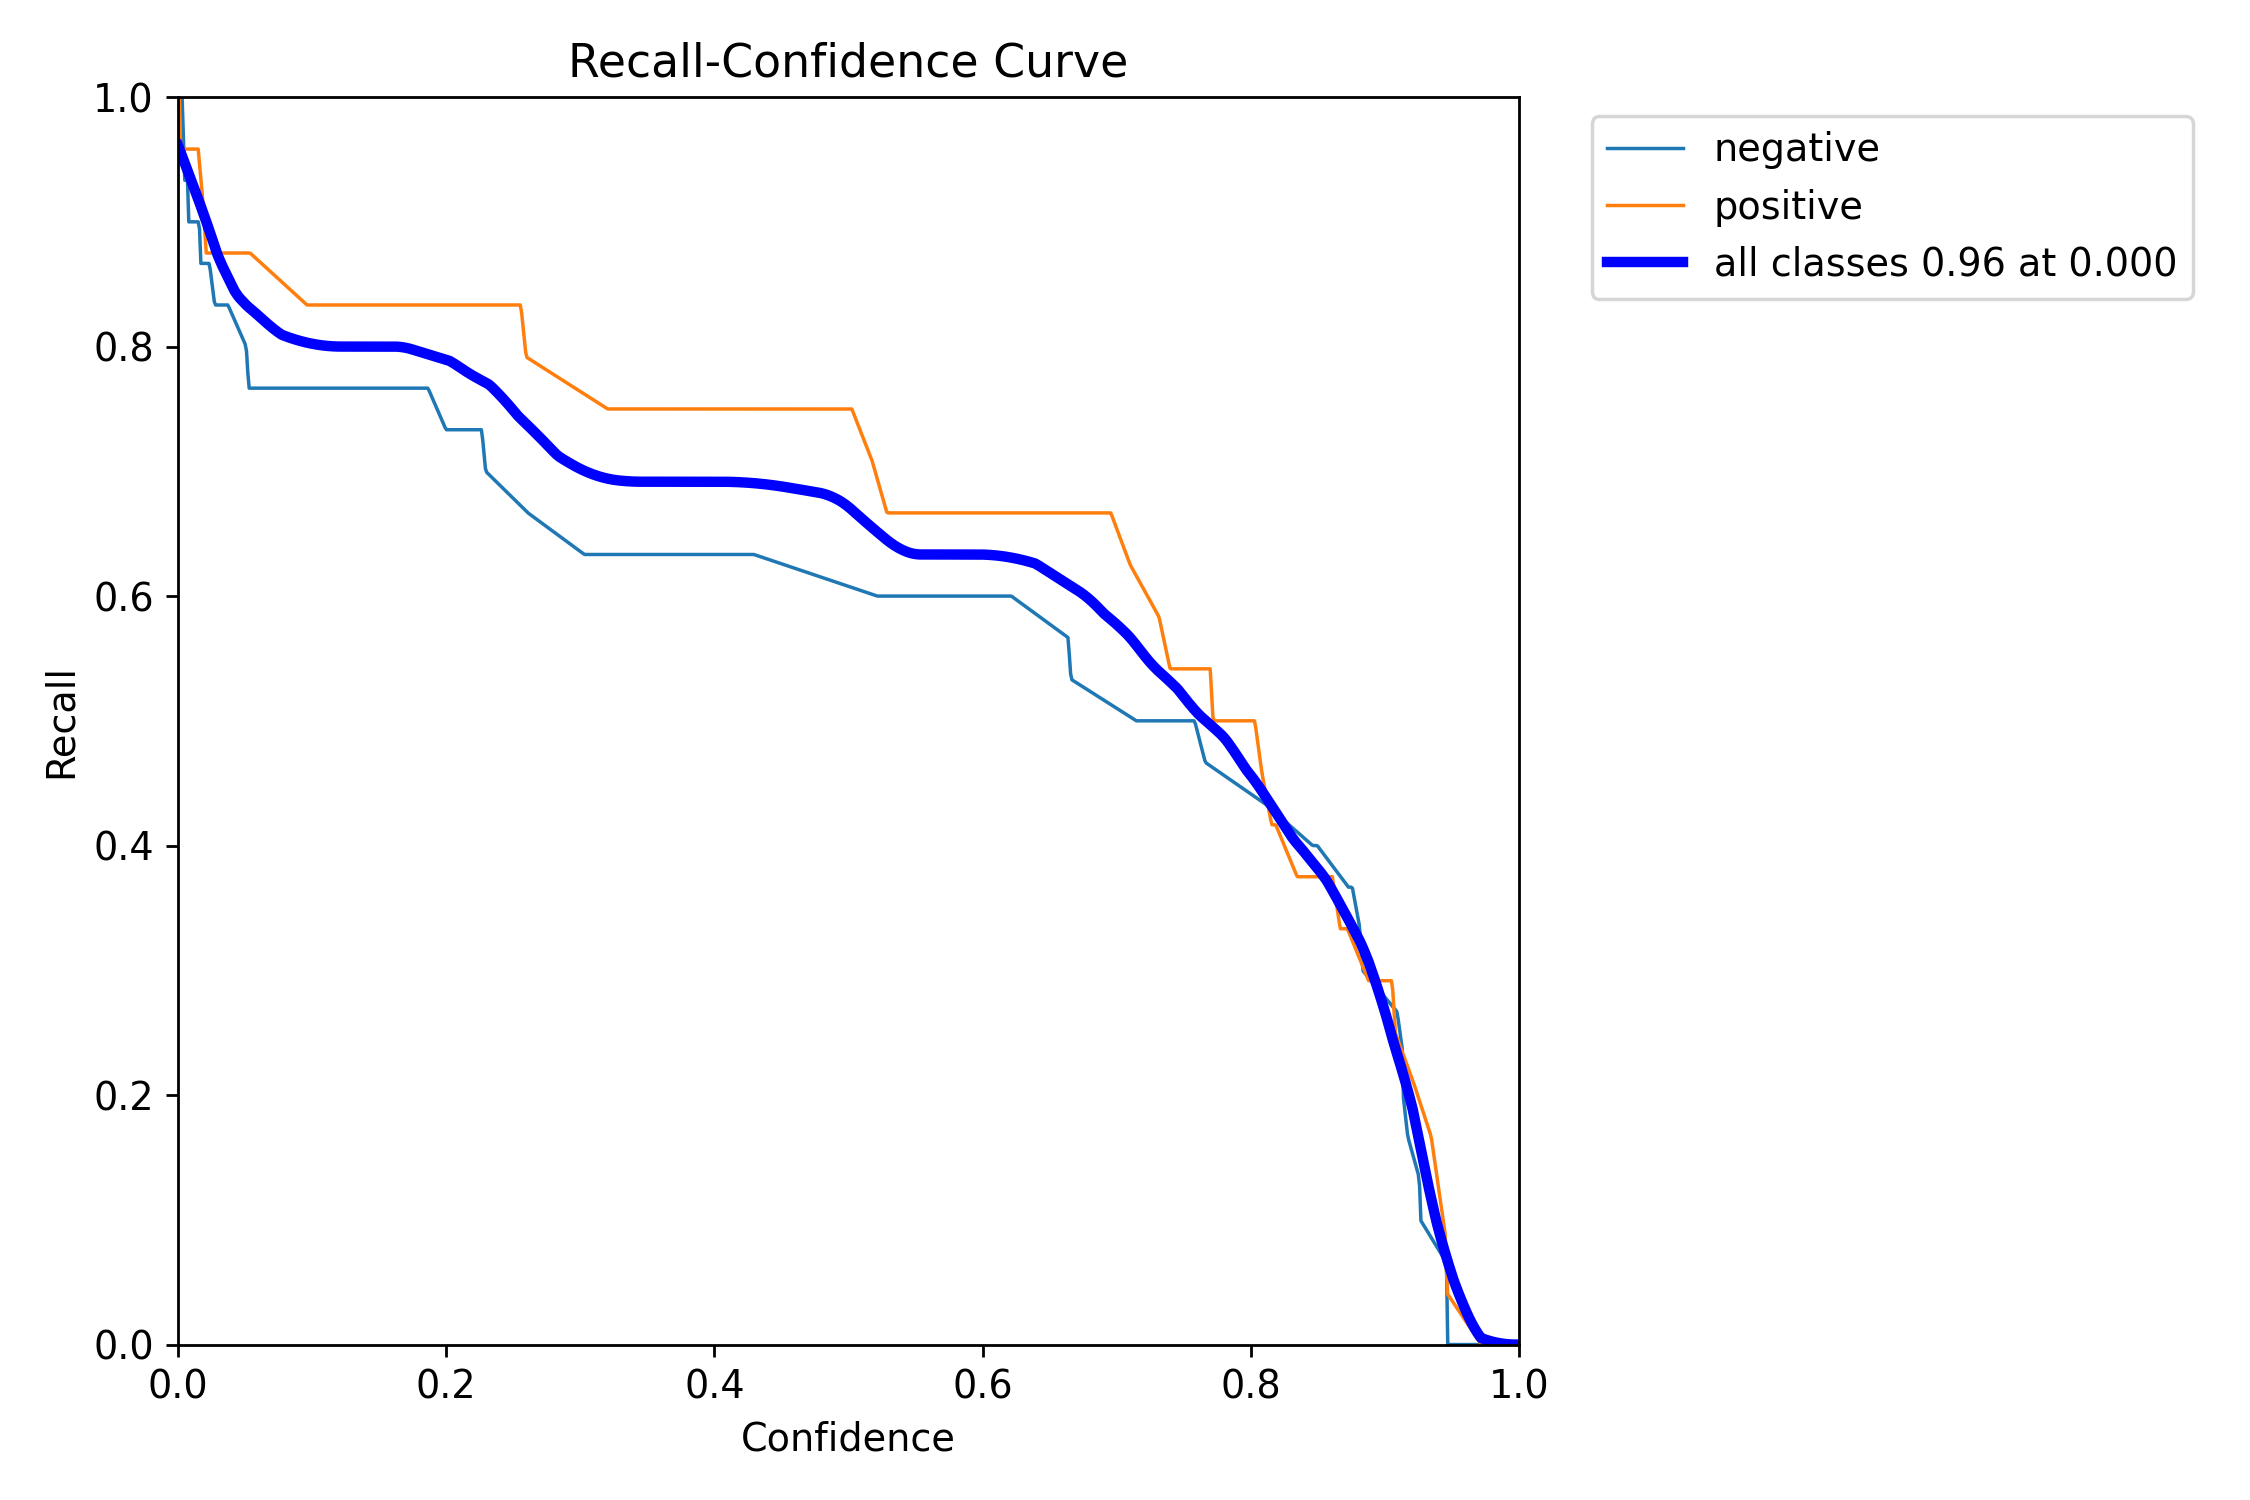 Recall-Confidence Curve
1.0
0.8
0.6
0.4
0.2
0.0
Recall
0.0 0.2 0.4 0.6 0.8 1.0
Confidence
negative
positive
all classes 0.96 at 0.000